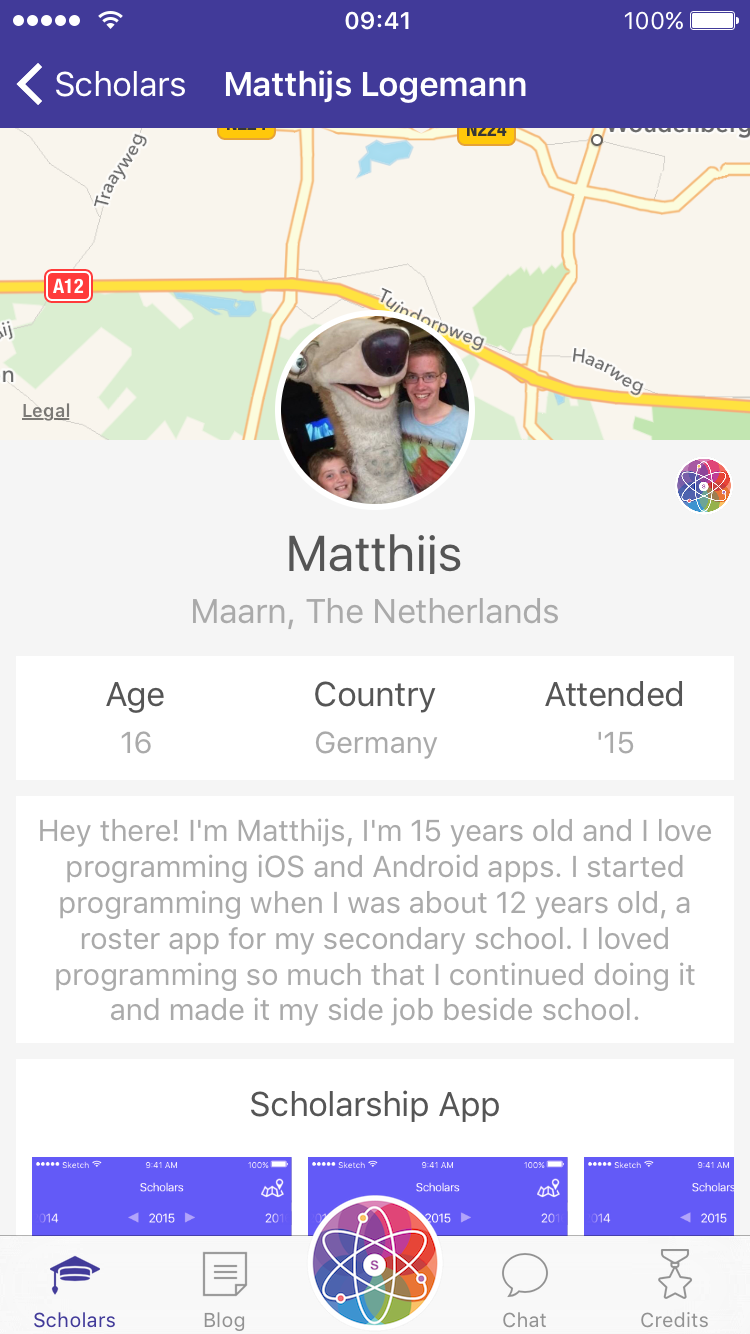 09:41
100%
Scholars
Matthijs Logemann
N224
Woudenberg
Traayweg
A12
Tuindorpweg
Haarweg
ij
n
Legal
Matthijs
Maarn, The Netherlands
Age
Country
Attended
16
Germany
'15
Hey there! I'm Matthijs, I'm 15 years old and I love
programming iOS and Android apps. I started
programming when I was about 12 years old, a
roster app for my secondary school. I loved
programming so much that I continued doing it
and made it my side job beside school.
Scholarship App
Sketch 9:41 AM 100%
Sketch 9:41 AM 100%
Sketch 9:41 AM
Scholars
Scholars
Scholars
014 2015 201
2015 201
014 2015
S
S
Scholars
Blog
Chat
Credits